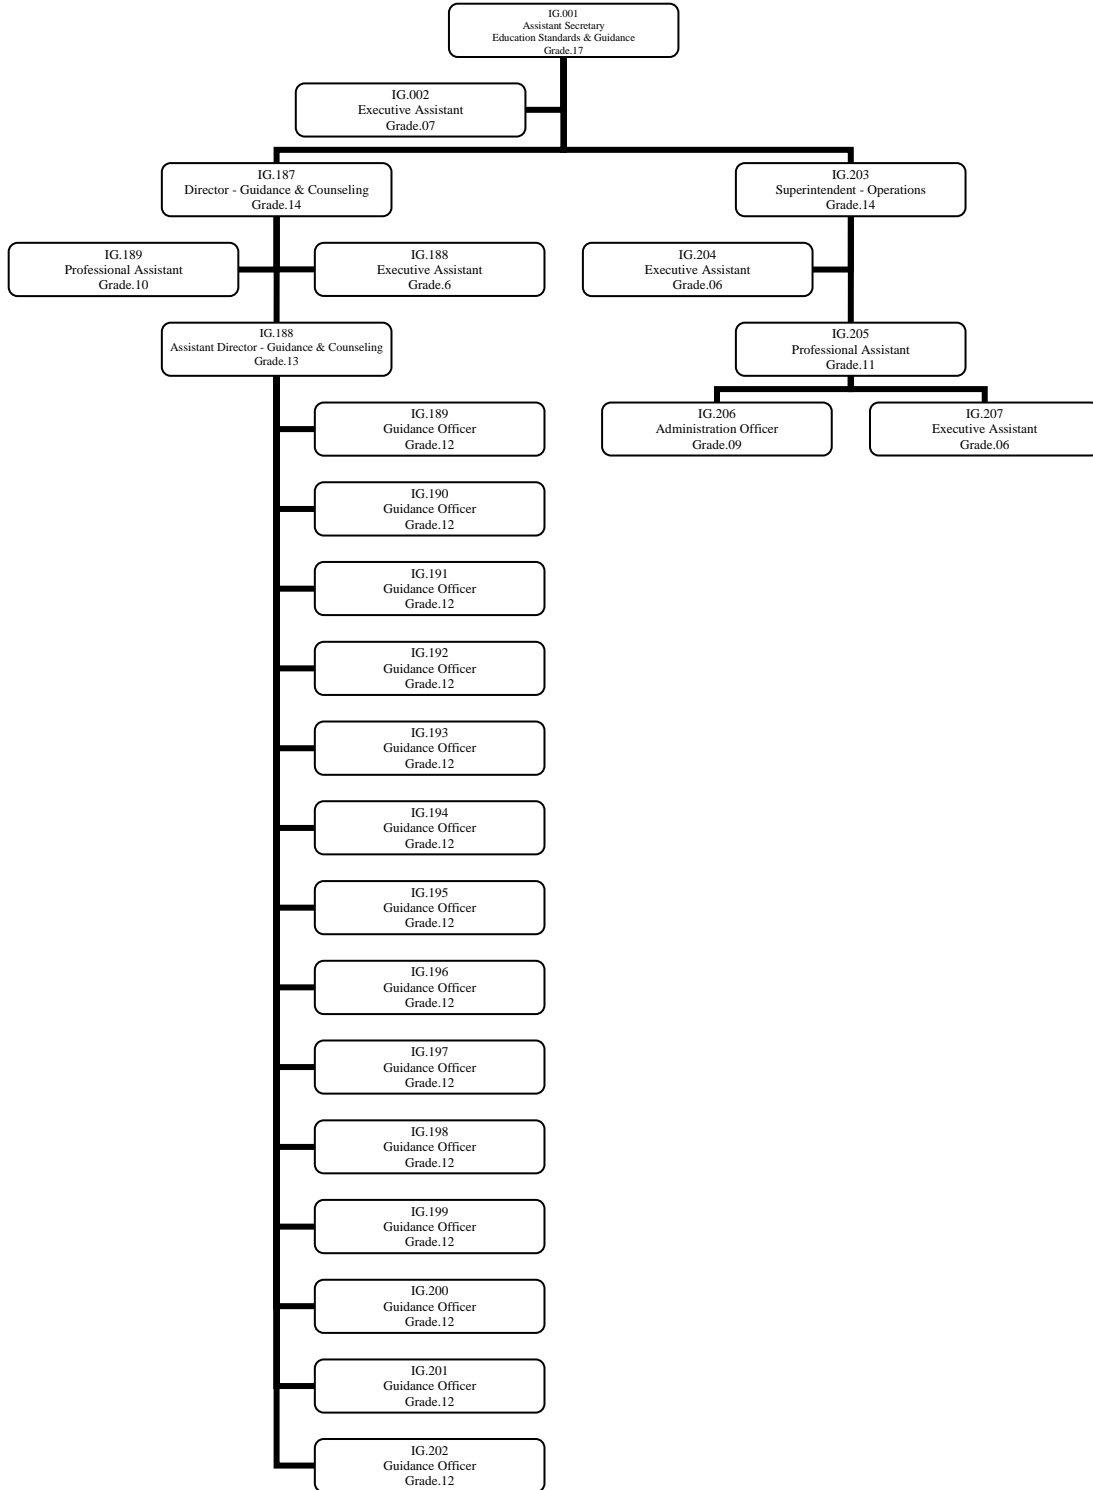 IG.001
Assistant Secretary
Education Standards & Guidance
Grade.17
IG.002
Executive Assistant
Grade.07
IG.187
Director - Guidance & Counseling
Grade.14
IG.203
Superintendent - Operations
Grade.14
IG.189
Professional Assistant
Grade.10
IG.188
Executive Assistant
Grade.6
IG.204
Executive Assistant
Grade.06
IG.188
Assistant Director - Guidance & Counseling
Grade.13
IG.205
Professional Assistant
Grade.11
IG.189
Guidance Officer
Grade.12
IG.206
Administration Officer
Grade.09
IG.207
Executive Assistant
Grade.06
IG.190
Guidance Officer
Grade.12
IG.191
Guidance Officer
Grade.12
IG.192
Guidance Officer
Grade.12
IG.193
Guidance Officer
Grade.12
IG.194
Guidance Officer
Grade.12
IG.195
Guidance Officer
Grade.12
IG.196
Guidance Officer
Grade.12
IG.197
Guidance Officer
Grade.12
IG.198
Guidance Officer
Grade.12
IG.199
Guidance Officer
Grade.12
IG.200
Guidance Officer
Grade.12
IG.201
Guidance Officer
Grade.12
IG.202
Guidance Officer
Grade.12